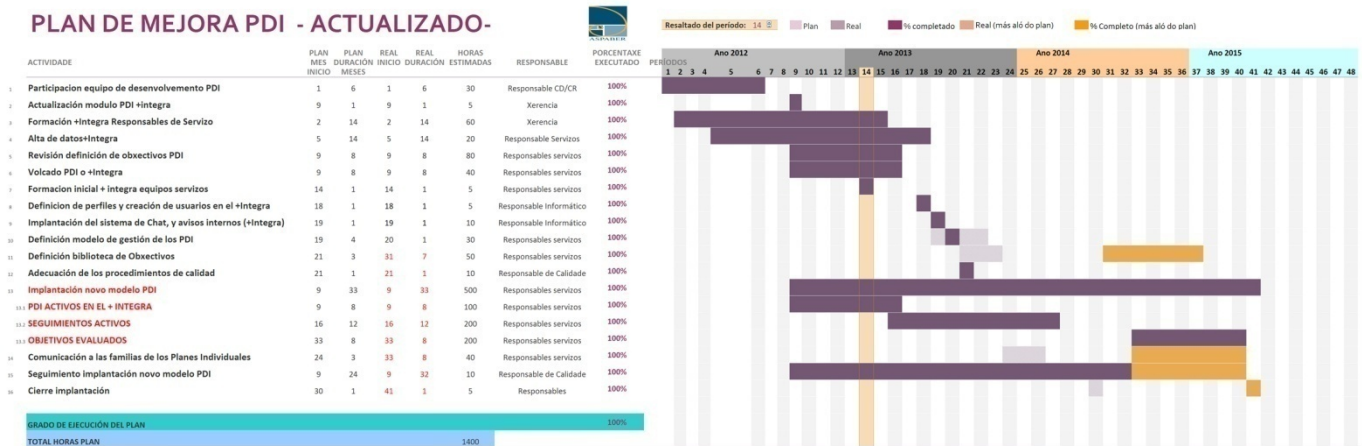 PLAN DE MEJORA PDI - ACTUALIZADO-
ASPABER
Resaltado del período: 14 Plan Real % completado Real (más aló do plan) % Completo (más aló do plan)
ACTIVIDADE PLAN MES INICIO PLAN DURACIÓN MESES REAL INICIO REAL DURACIÓN HORAS ESTIMADAS RESPONSABLE PORCENTAXE EXECUTADO PERÍODOS
Ano 2012 Ano 2013 Ano 2014 Ano 2015
1 2 3 4 5 6 7 8 9 10 11 12 13 14 15 16 17 18 19 20 21 22 23 24 25 26 27 28 29 30 31 32 33 34 35 36 37 38 39 40 41 42 43 44 45 46 47 48
1 Participacion equipo de desenvolvemento PDI 1 6 1 6 30 Responsable CD/CR 100%
2 Actualización modulo PDI +integra 9 1 9 1 5 Xerencia 100%
3 Formación +Integra Responsables de Servizo 2 14 2 14 60 Xerencia 100%
4 Alta de datos+Integra 5 14 5 14 20 Responsable Servizos 100%
5 Revisión definición de obxectivos PDI 9 8 9 8 80 Responsables servizos 100%
6 Volcado PDI o +Integra 9 8 9 8 40 Responsables servizos 100%
7 Formacion inicial + integra equipos servizos 14 1 14 1 5 Responsables servizos 100%
8 Definicion de perfiles y creación de usuarios en el +Integra 18 1 18 1 5 Responsable Informático 100%
9 Implantación del sistema de Chat, y avisos internos (+Integra) 19 1 19 1 10 Responsable Informático 100%
10 Definición modelo de gestión de los PDI 19 4 20 1 30 Responsables servizos 100%
11 Definición biblioteca de Obxectivos 21 3 31 7 50 Responsables servizos 100%
12 Adecuación de los procedimientos de calidad 21 1 21 1 10 Responsable de Calidade 100%
13 Implantación novo modelo PDI 9 33 9 33 500 Responsables servizos 100%
13.1 PDI ACTIVOS EN EL + INTEGRA 9 8 9 8 100 Responsables servizos 100%
13.2 SEGUIMIENTOS ACTIVOS 16 12 16 12 200 Responsables servizos 100%
13.3 OBJETIVOS EVALUADOS 33 8 33 8 200 Responsables servizos 100%
14 Comunicación a las familias de los Planes Individuales 24 3 33 8 40 Responsables servizos 100%
15 Seguimiento implantación novo modelo PDI 9 24 9 32 10 Responsable de Calidade 100%
16 Cierre implantación 30 1 41 1 5 Responsables 100%
GRADO DE EJECUCIÓN DEL PLAN 100%
TOTAL HORAS PLAN 1400